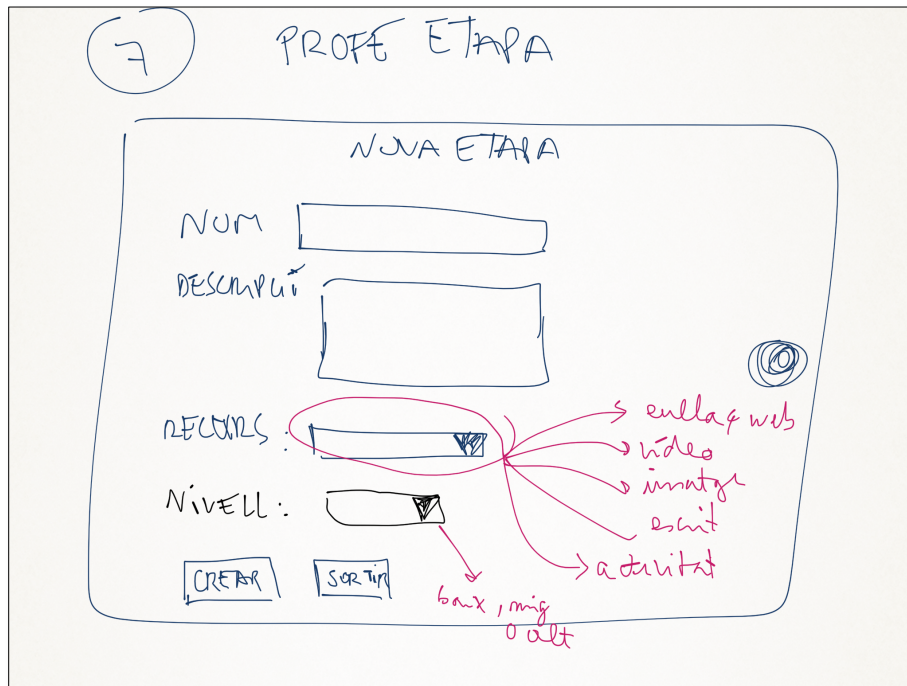 7 PROFE ETAPA
NOVA ETAPA
NOM
DESCRIPCIÓ
RECURS:
enllaç web
vídeo
imatge
escrit
activitat
NIVELL:
baix, mig
o alt
CREAR SORTIR